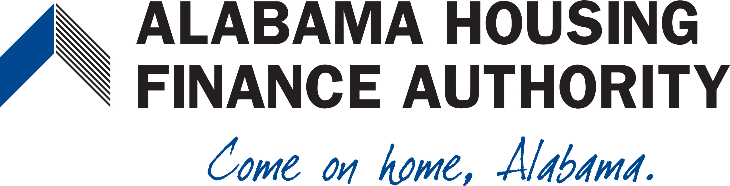 ALABAMA HOUSING
FINANCE AUTHORITY
Come on home, Alabama.